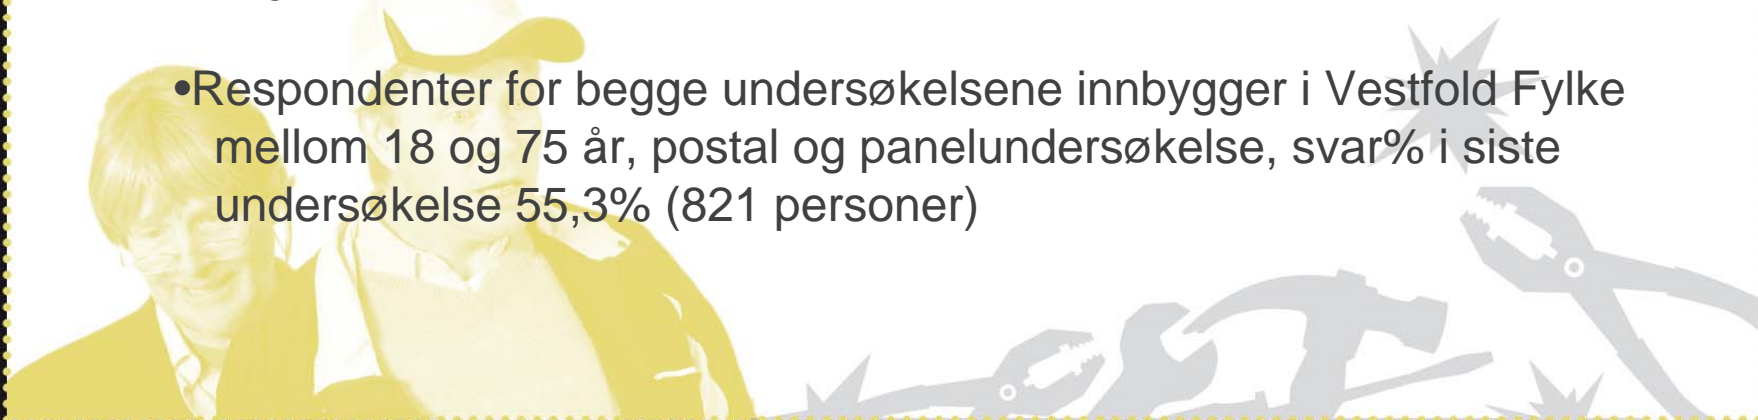 •Respondenter for begge undersøkelsene innbygger i Vestfold Fylke
mellom 18 og 75 år, postal og panelundersøkelse, svar% i siste
undersøkelse 55,3% (821 personer)